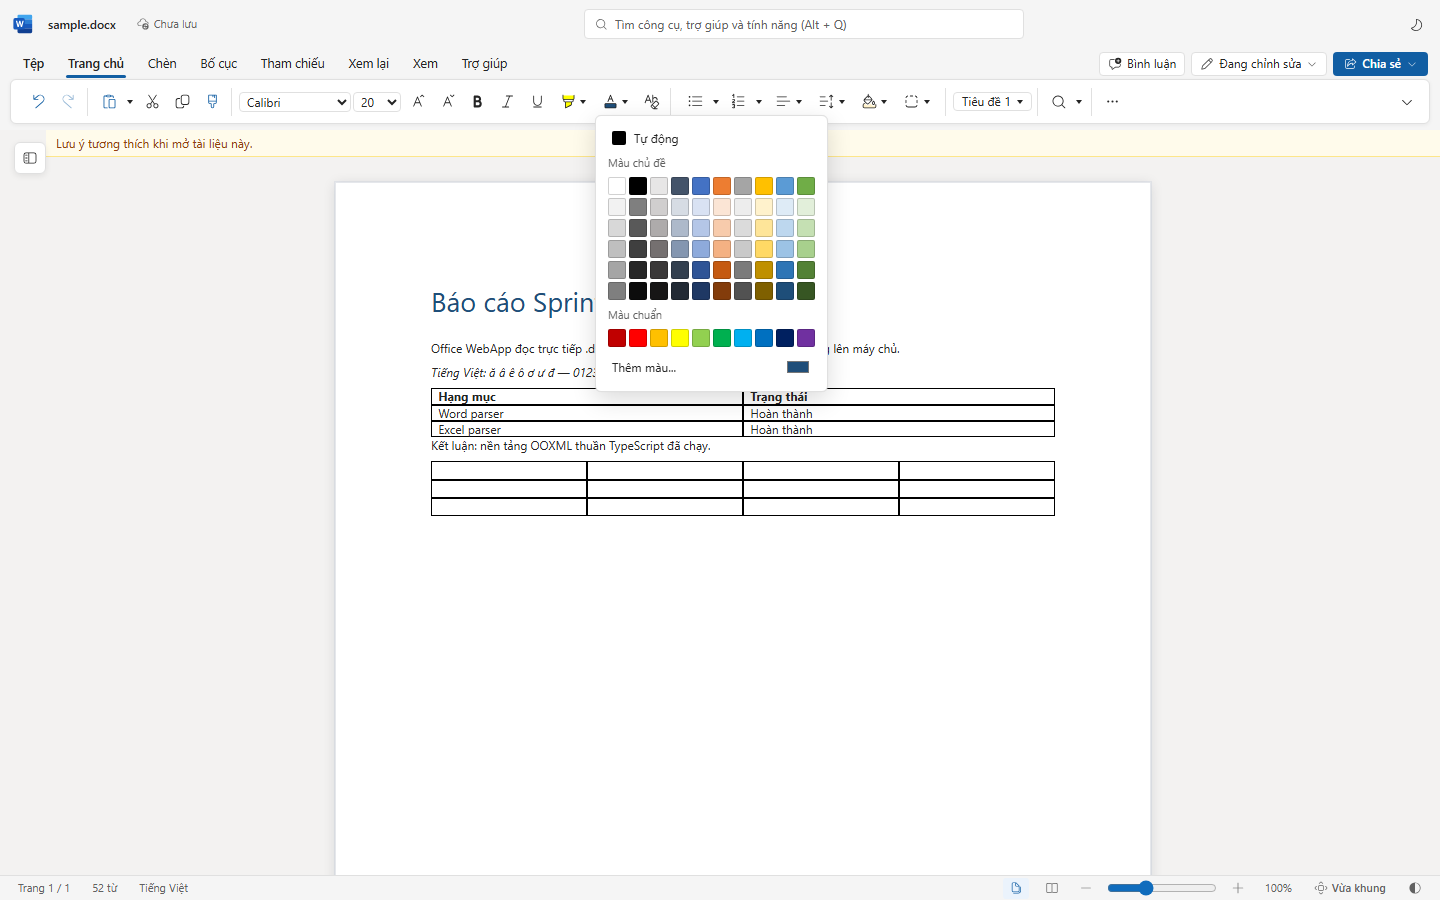 sample.docx
Chưa lưu
Tìm công cụ, trợ giúp và tính năng (Alt + Q)
Tệp
Trang chủ
Chèn
Bố cục
Tham chiếu
Xem lại
Xem
Trợ giúp
Bình luận
Đang chỉnh sửa
Chia sẻ
Calibri
20
Tiêu đề 1
Lưu ý tương thích khi mở tài liệu này.
Tự động
Màu chủ đề
Màu chuẩn
Thêm màu...
Báo cáo Sprin
Office WebApp đọc trực tiếp .d
lên máy chủ.
Tiếng Việt: ă â ê ô ơ ư đ — 0123
Hạng mục
Trạng thái
Word parser
Hoàn thành
Excel parser
Hoàn thành
Kết luận: nền tảng OOXML thuần TypeScript đã chạy.
Trang 1 / 1
52 từ
Tiếng Việt
100%
Vừa khung